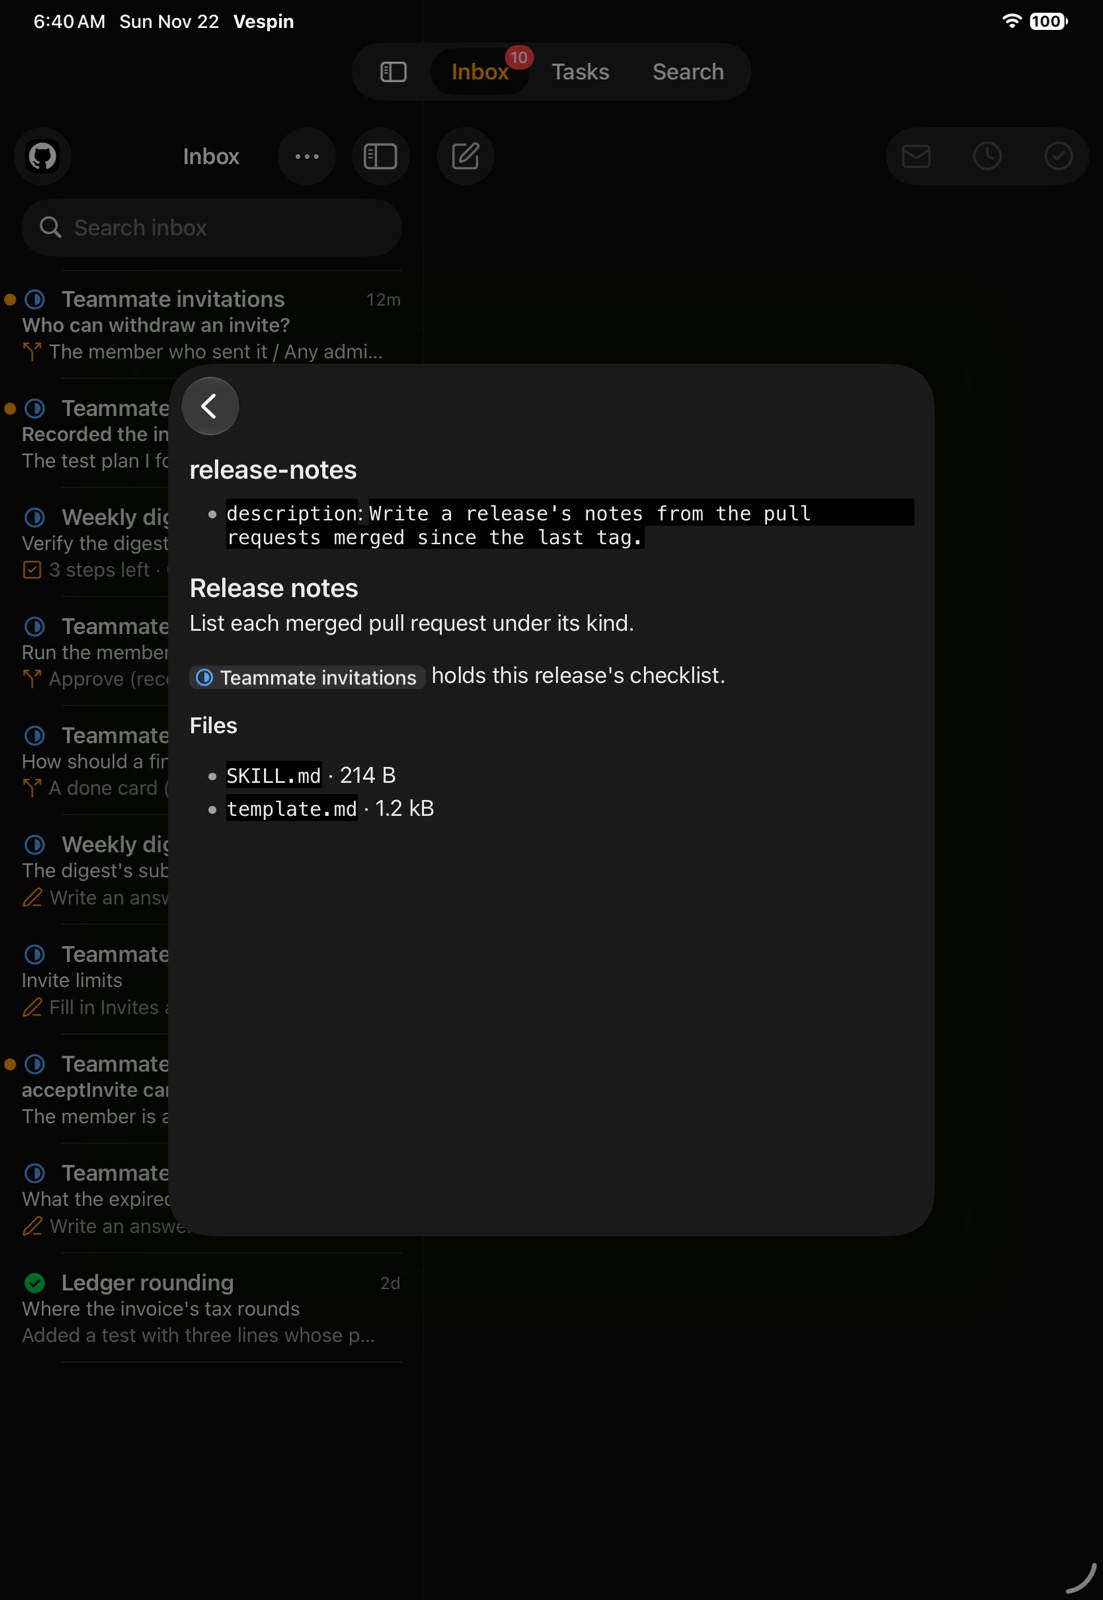 6:40 AM Sun Nov 22 Vespin
100
Inbox
10
Tasks
Search
Inbox
Search inbox
Teammate invitations
12m
Who can withdraw an invite?
The member who sent it / Any admi...
Teammate
Recorded the in
The test plan I fo
Weekly dig
Verify the digest
3 steps left ·
Teammate
Run the member
Approve (rec
Teammate
How should a fin
A done card (
Weekly dig
The digest's sub
Write an answ
Teammate
Invite limits
Fill in Invites a
Teammate
acceptInvite can
The member is a
Teammate
What the expired
Write an answe
Ledger rounding
2d
Where the invoice's tax rounds
Added a test with three lines whose p...
release-notes
• description: Write a release's notes from the pull
requests merged since the last tag.
Release notes
List each merged pull request under its kind.
Teammate invitations holds this release's checklist.
Files
• SKILL.md · 214 B
• template.md · 1.2 kB